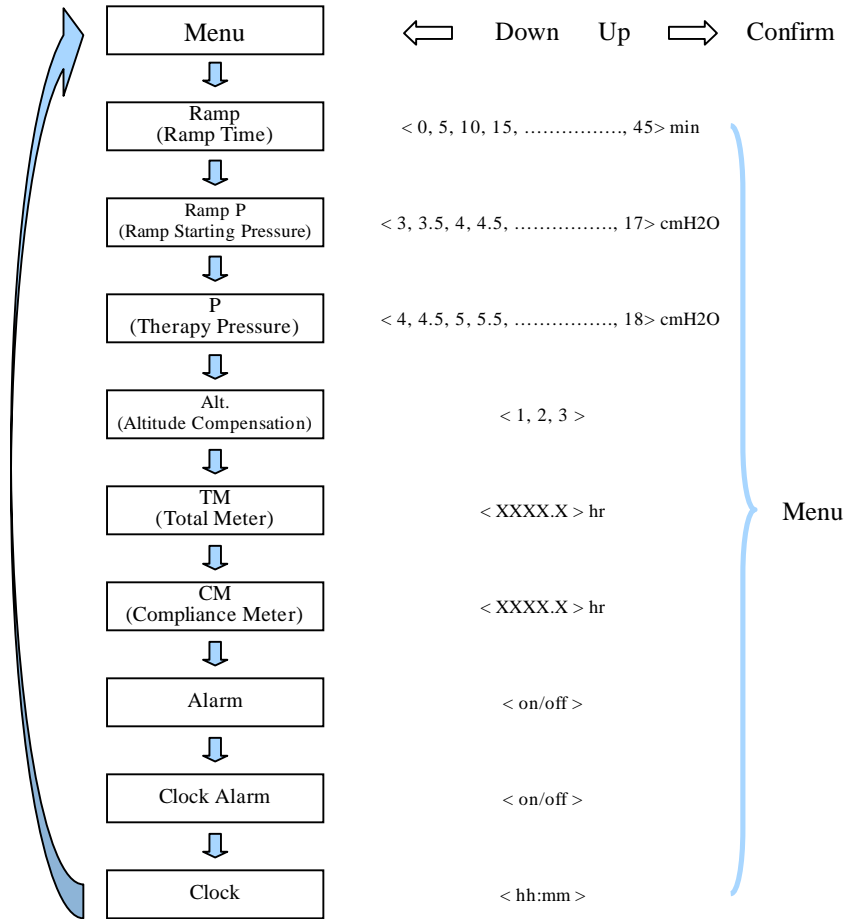 Menu Down Up Confirm
Ramp
(Ramp Time)
< 0, 5, 10, 15, ................, 45> min
Ramp P
(Ramp Starting Pressure)
< 3, 3.5, 4, 4.5, ................, 17> cmH2O
P
(Therapy Pressure)
< 4, 4.5, 5, 5.5, ................, 18> cmH2O
Alt.
(Altitude Compensation)
< 1, 2, 3 >
TM
(Total Meter)
< XXXX.X > hr
Menu
CM
(Compliance Meter)
< XXXX.X > hr
Alarm
< on/off >
Clock Alarm
< on/off >
Clock
< hh:mm >